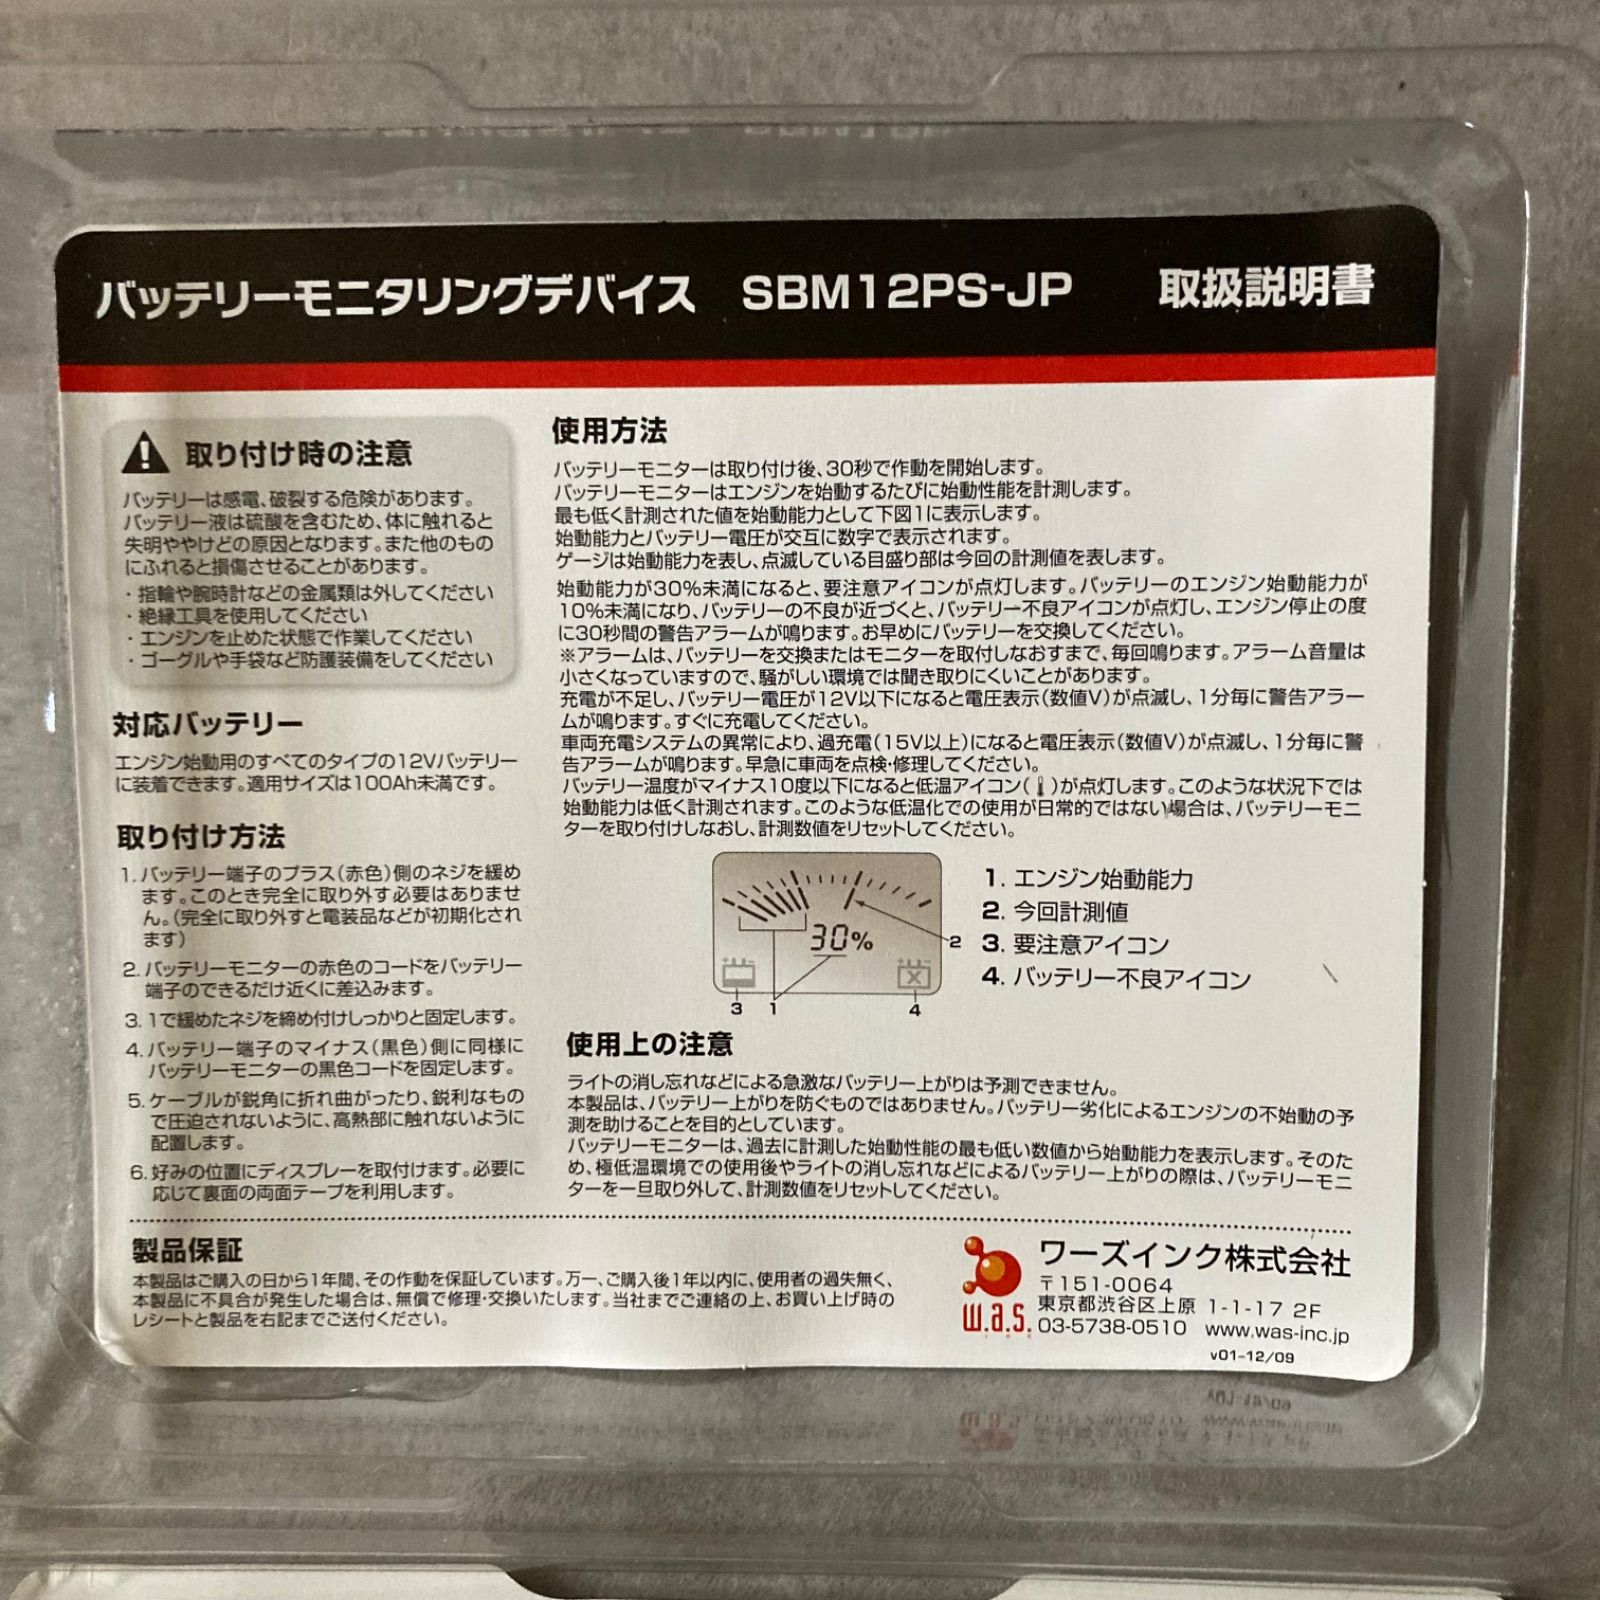 バッテリーモニタリングデバイス SBM12PS-JP 取扱説明書
取り付け時の注意
バッテリーは感電、破裂する危険があります。
バッテリー液は硫酸を含むため、体に触れると
失明ややけどの原因となります。また他のもの
にふれると損傷させることがあります。
・指輪や腕時計などの金属類は外してください
・絶縁工具を使用してください
・エンジンを止めた状態で作業してください
・ゴーグルや手袋など防護装備をしてください
対応バッテリー
エンジン始動用のすべてのタイプの12Vバッテリー
に装着できます。適用サイズは100Ah未満です。
取り付け方法
1. バッテリー端子のプラス(赤色)側のネジを緩め
ます。このとき完全に取り外す必要はありませ
ん。(完全に取り外すと電装品などが初期化され
ます)
2. バッテリーモニターの赤色のコードをバッテリー
端子のできるだけ近くに差込みます。
3. 1で緩めたネジを締め付けしっかりと固定します。
4. バッテリー端子のマイナス(黒色)側に同様に
バッテリーモニターの黒色コードを固定します。
5. ケーブルが鋭角に折れ曲がったり、鋭利なもの
で圧迫されないように、高熱部に触れないように
配置します。
6. 好みの位置にディスプレーを取付けます。必要に
応じて裏面の両面テープを利用します。
使用方法
バッテリーモニターは取り付け後、30秒で作動を開始します。
バッテリーモニターはエンジンを始動するたびに始動性能を計測します。
最も低く計測された値を始動能力として下図1に表示します。
始動能力とバッテリー電圧が交互に数字で表示されます。
ゲージは始動能力を表し、点滅している目盛り部は今回の計測値を表します。
始動能力が30%未満になると、要注意アイコンが点灯します。バッテリーのエンジン始動能力が
10%未満になり、バッテリーの不良が近づくと、バッテリー不良アイコンが点灯し、エンジン停止の度
に30秒間の警告アラームが鳴ります。お早めにバッテリーを交換してください。
※アラームは、バッテリーを交換またはモニターを取付しなおすまで、毎回鳴ります。アラーム音量は
小さくなっていますので、騒がしい環境では聞き取りにくいことがあります。
充電が不足し、バッテリー電圧が12V以下になると電圧表示(数値V)が点滅し、1分毎に警告アラー
ムが鳴ります。すぐに充電してください。
車両充電システムの異常により、過充電(15V以上)になると電圧表示(数値V)が点滅し、1分毎に警
告アラームが鳴ります。早急に車両を点検・修理してください。
バッテリー温度がマイナス10度以下になると低温アイコン( )が点灯します。このような状況下では
始動能力は低く計測されます。このような低温化での使用が日常的ではない場合は、バッテリーモニ
ターを取り付けしなおし、計測数値をリセットしてください。
30%
2
3 1 4
1. エンジン始動能力
2. 今回計測値
3. 要注意アイコン
4. バッテリー不良アイコン
使用上の注意
ライトの消し忘れなどによる急激なバッテリー上がりは予測できません。
本製品は、バッテリー上がりを防ぐものではありません。バッテリー劣化によるエンジンの不始動の予
測を助けることを目的としています。
バッテリーモニターは、過去に計測した始動性能の最も低い数値から始動能力を表示します。そのた
め、極低温環境での使用後やライトの消し忘れなどによるバッテリー上がりの際は、バッテリーモニ
ターを一旦取り外して、計測数値をリセットしてください。
製品保証
本製品はご購入の日から1年間、その作動を保証しています。万一、ご購入後1年以内に、使用者の過失無く、
本製品に不具合が発生した場合は、無償で修理・交換いたします。当社までご連絡の上、お買い上げ時の
レシートと製品を右記までご送付ください。
w.a.s.
ワーズインク株式会社
〒151-0064
東京都渋谷区上原 1-1-17 2F
03-5738-0510 www.was-inc.jp
v01-12/09